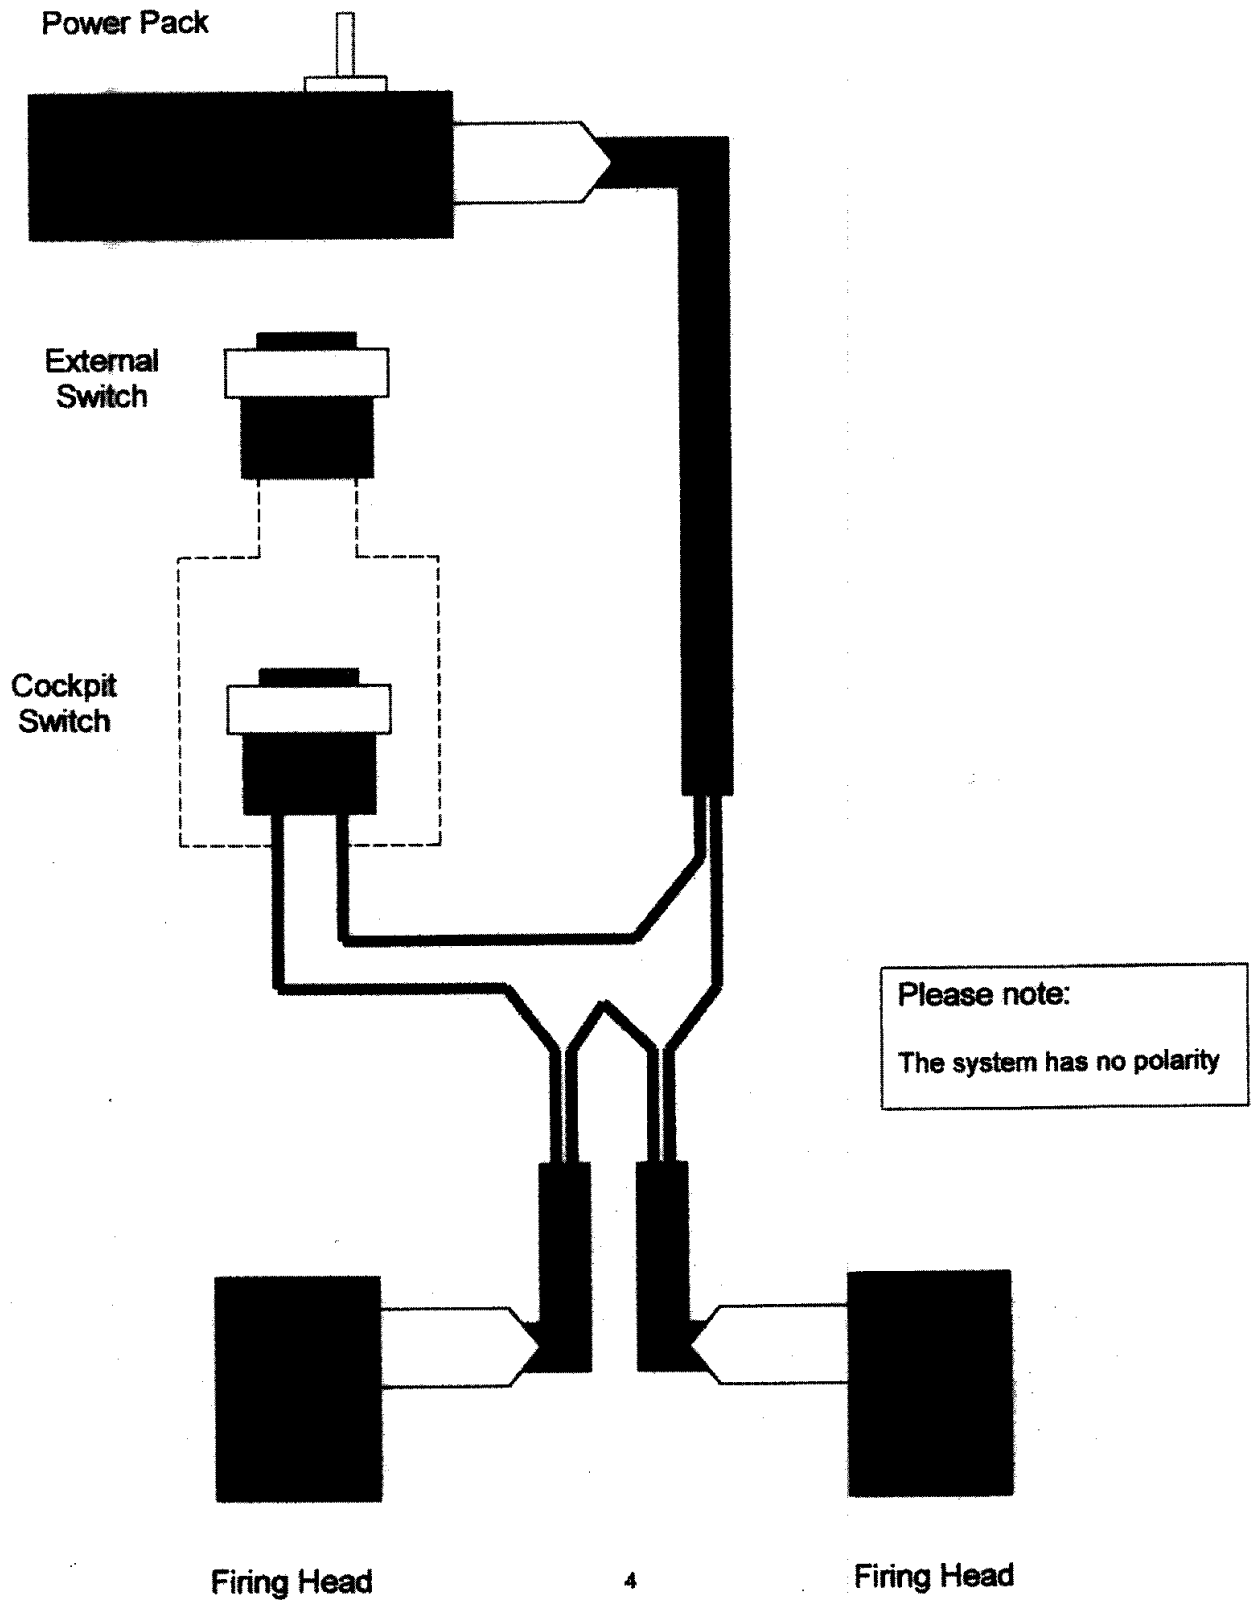 Power Pack
External
Switch
Cockpit
Switch
Please note:
The system has no polarity
Firing Head
4
Firing Head